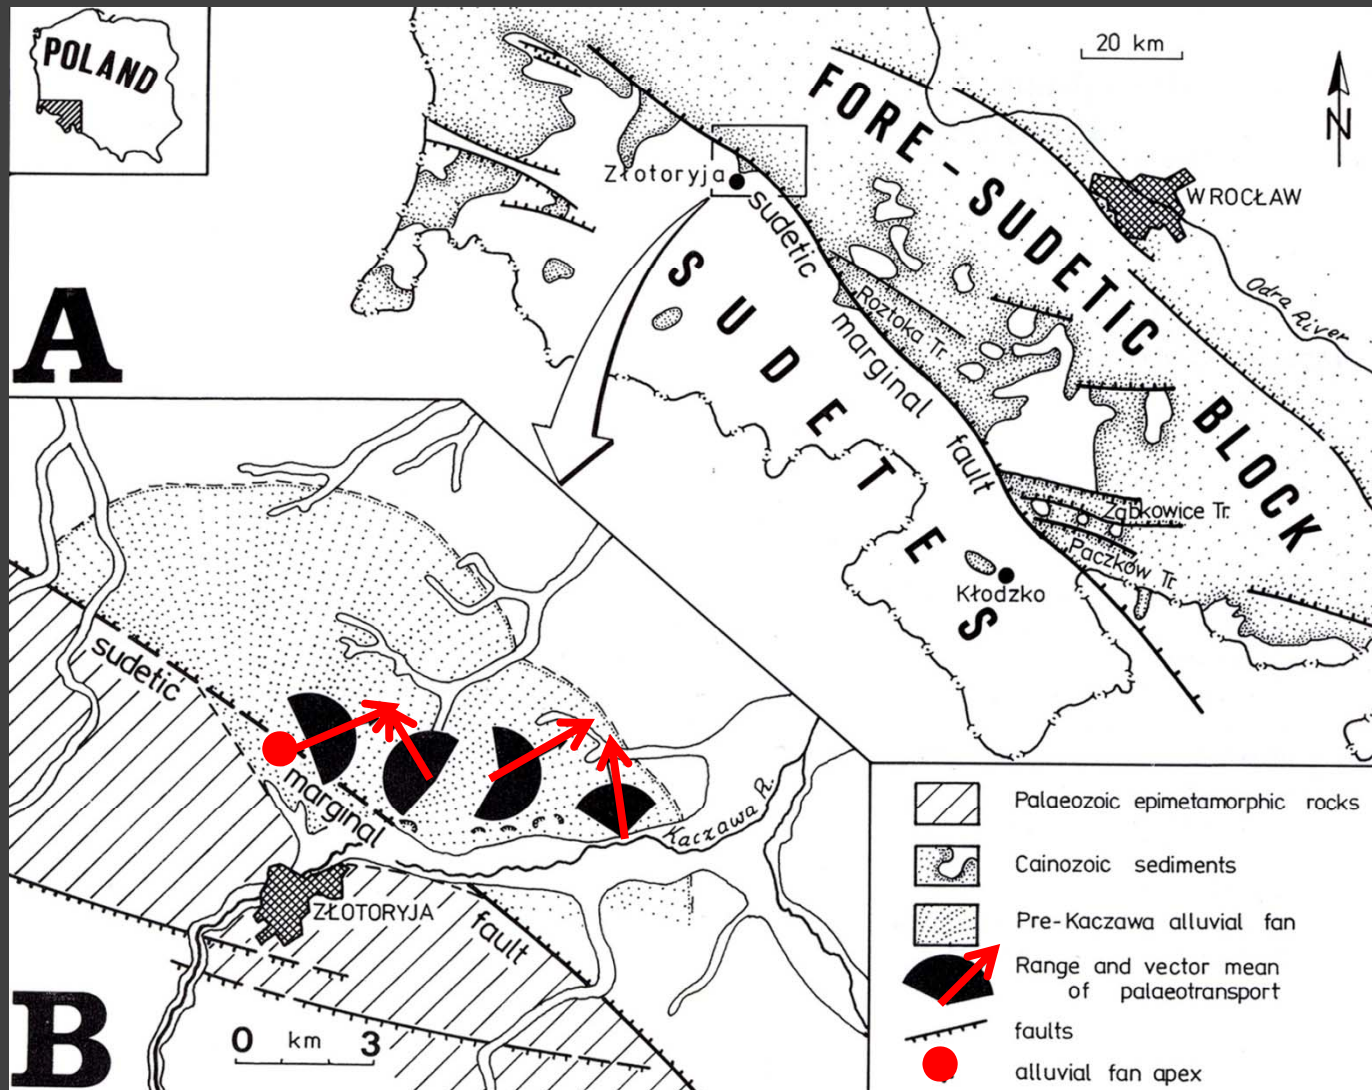 POLAND
20 km
N
FORE-SUDETIC BLOCK
Złotoryja
WROCŁAW
Odra River
sudetic marginal fault
SUDETES
Roztoka Tr.
Ząbkowice Tr.
Paczków Tr.
Kłodzko
A
sudetic marginal fault
Kaczawa R.
ZŁOTORYJA
B
0 km 3
Palaeozoic epimetamorphic rocks
Cainozoic sediments
Pre-Kaczawa alluvial fan
Range and vector mean
of palaeotransport
faults
alluvial fan apex